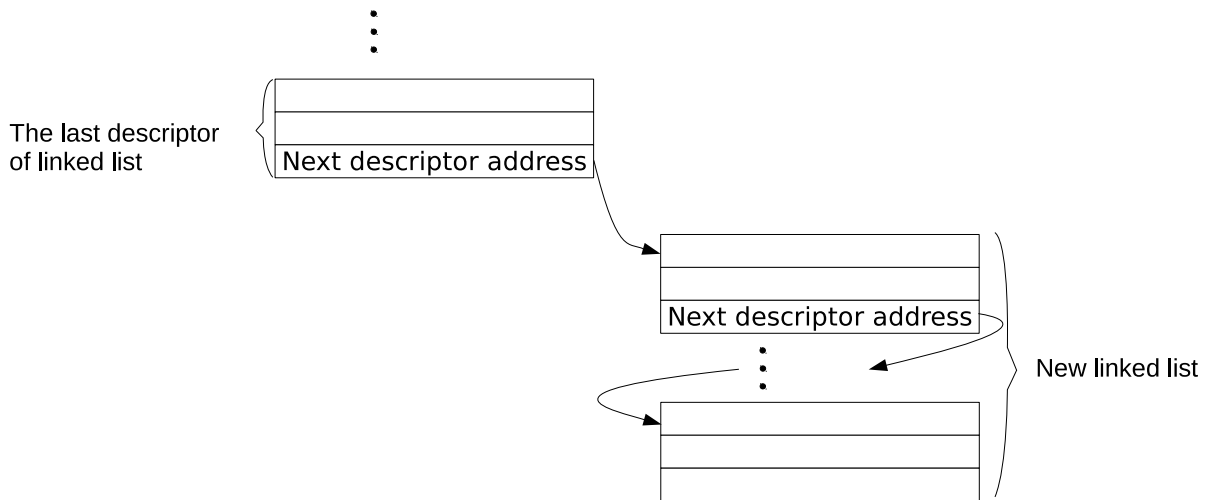 The last descriptor
of linked list
Next descriptor address
Next descriptor address
New linked list